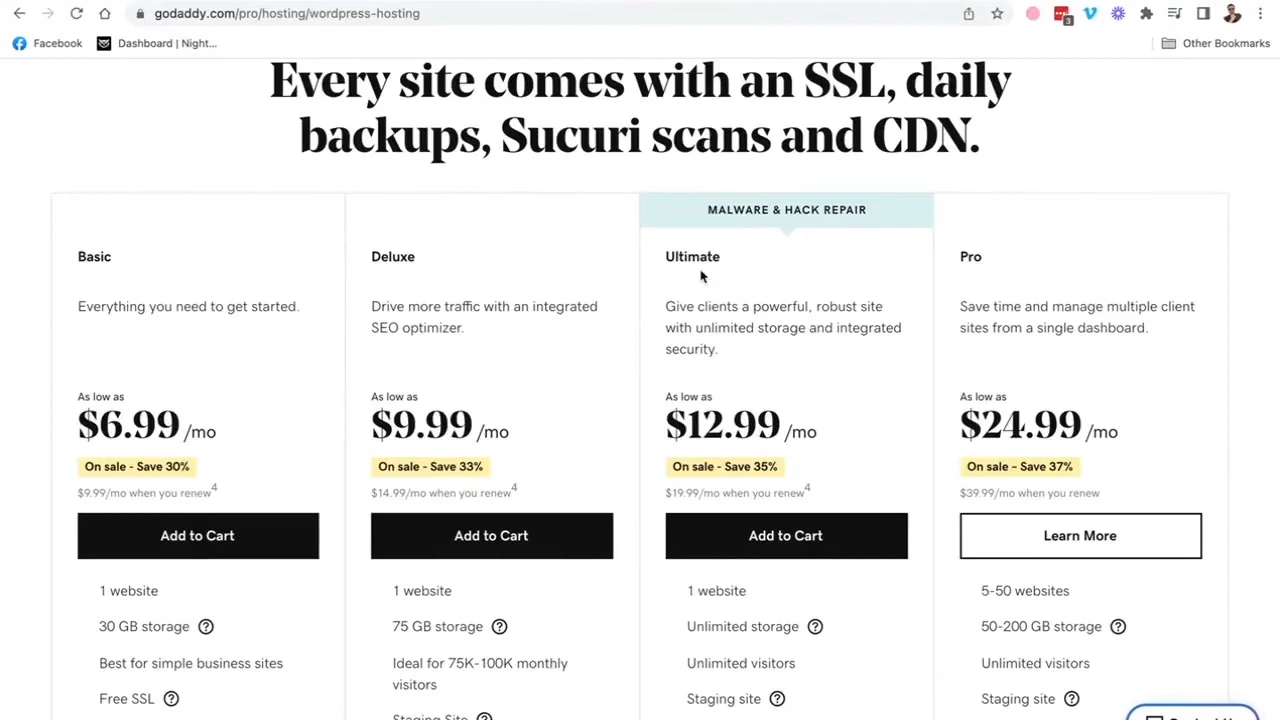 godaddy.com/pro/hosting/wordpress-hosting
3
Facebook
Dashboard | Night...
Other Bookmarks
Every site comes with an SSL, daily
backups, Sucuri scans and CDN.
Basic
Everything you need to get started.
As low as
$6.99 /mo
On sale - Save 30%
$9.99/mo when you renew4
Add to Cart
1 website
30 GB storage ?
Best for simple business sites
Free SSL ?
Deluxe
Drive more traffic with an integrated
SEO optimizer.
As low as
$9.99 /mo
On sale - Save 33%
$14.99/mo when you renew4
Add to Cart
1 website
75 GB storage ?
Ideal for 75K-100K monthly
visitors
Staging Site ?
MALWARE & HACK REPAIR
Ultimate
Give clients a powerful, robust site
with unlimited storage and integrated
security.
As low as
$12.99 /mo
On sale - Save 35%
$19.99/mo when you renew4
Add to Cart
1 website
Unlimited storage ?
Unlimited visitors
Staging site ?
Pro
Save time and manage multiple client
sites from a single dashboard.
As low as
$24.99 /mo
On sale - Save 37%
$39.99/mo when you renew
Learn More
5-50 websites
50-200 GB storage ?
Unlimited visitors
Staging site ?